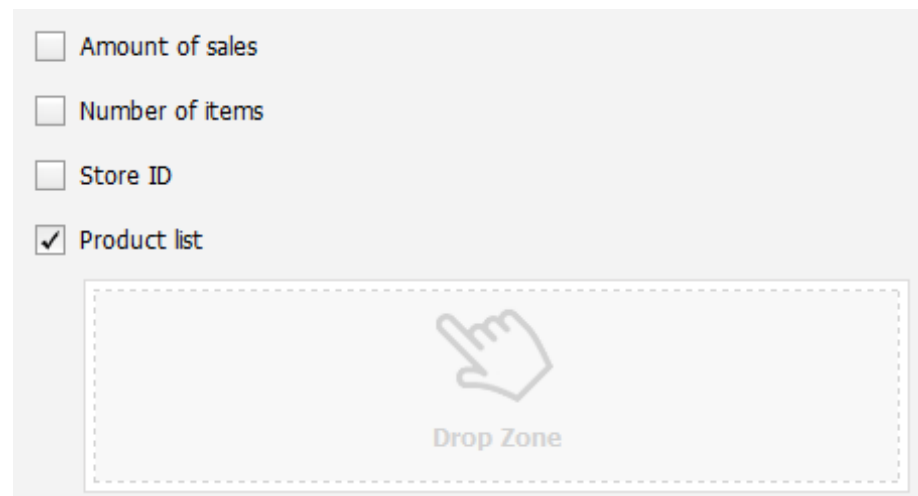 Amount of sales
Number of items
Store ID
Product list
Drop Zone